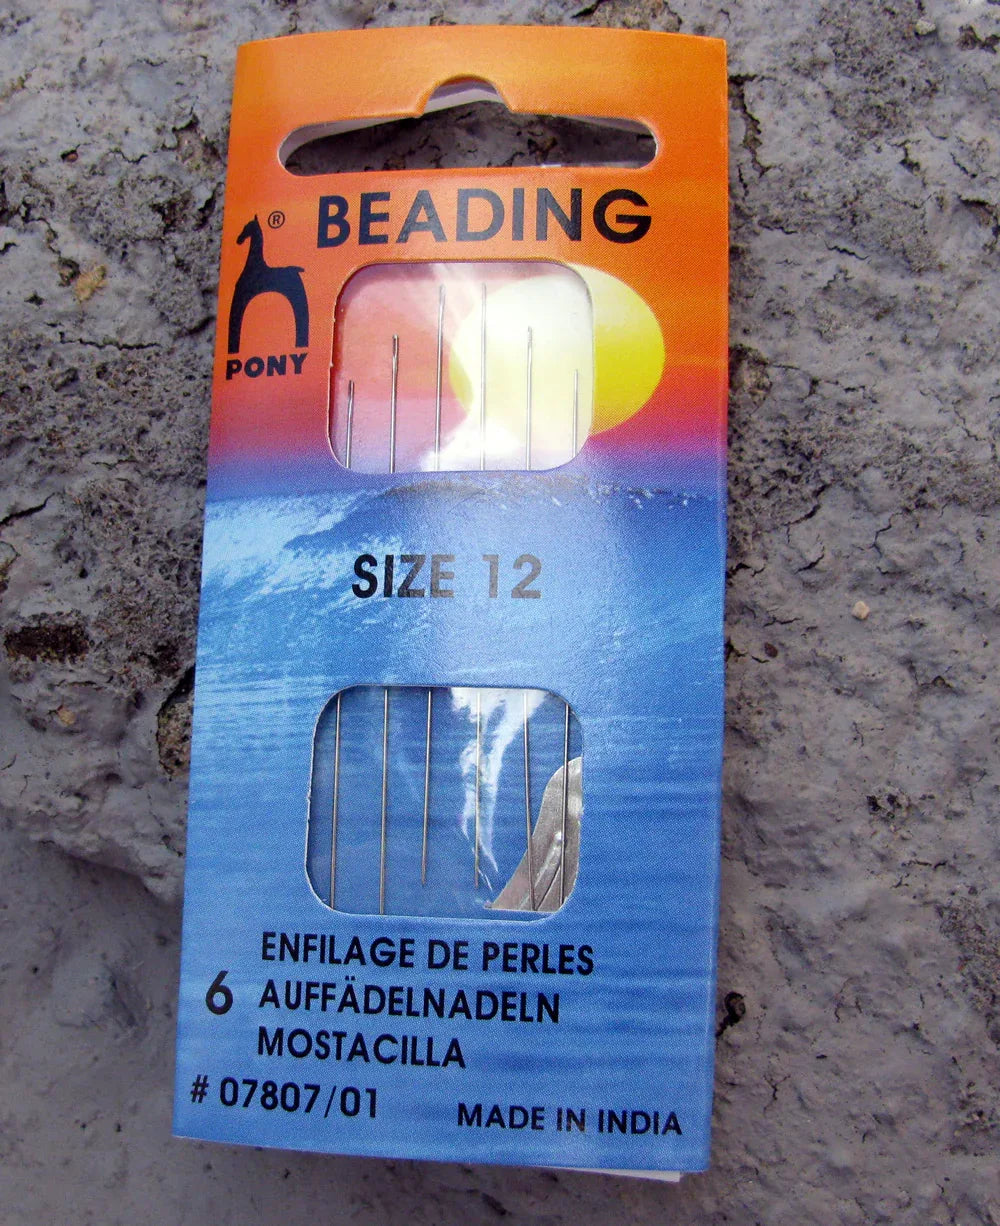 BEADING
®
PONY
SIZE 12
6
ENFILAGE DE PERLES
AUFFÄDELNADELN
MOSTACILLA
# 07807/01
MADE IN INDIA